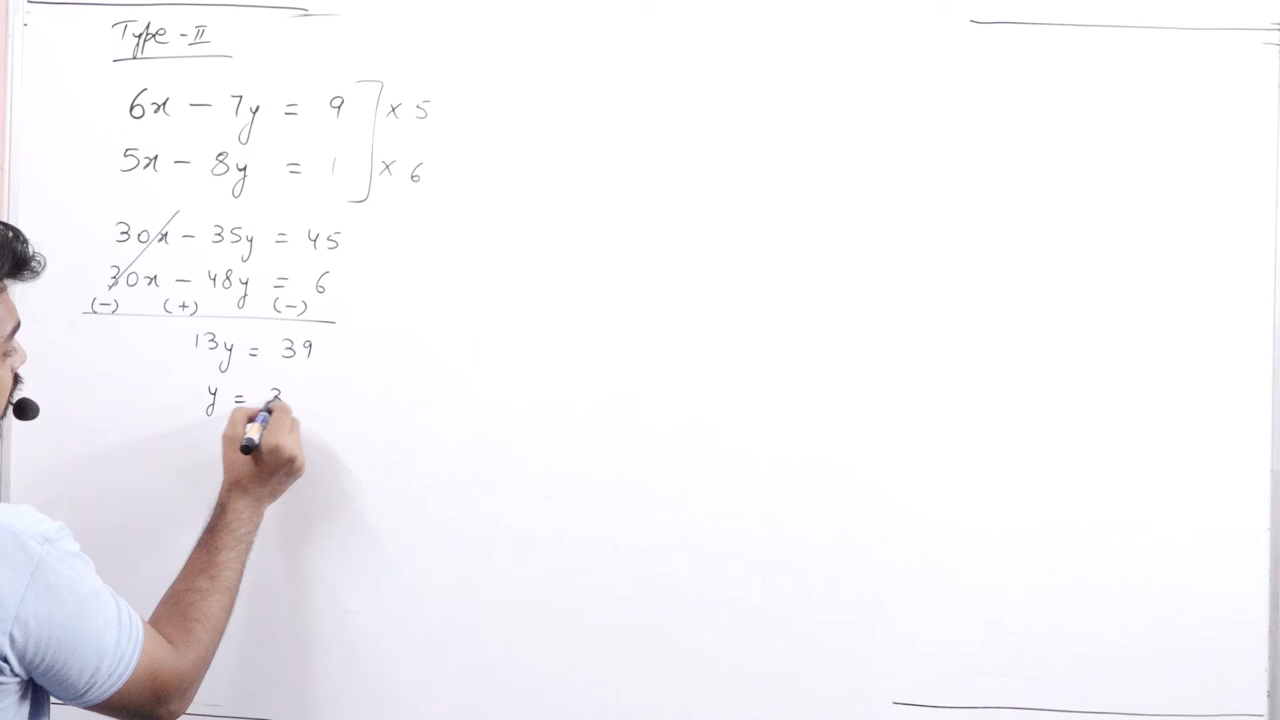 Type - II
6x - 7y = 9 ] × 5
5x - 8y = 1 ] × 6
30x - 35y = 45
30x - 48y = 6
(-) (+) (-)
13y = 39
y = 3